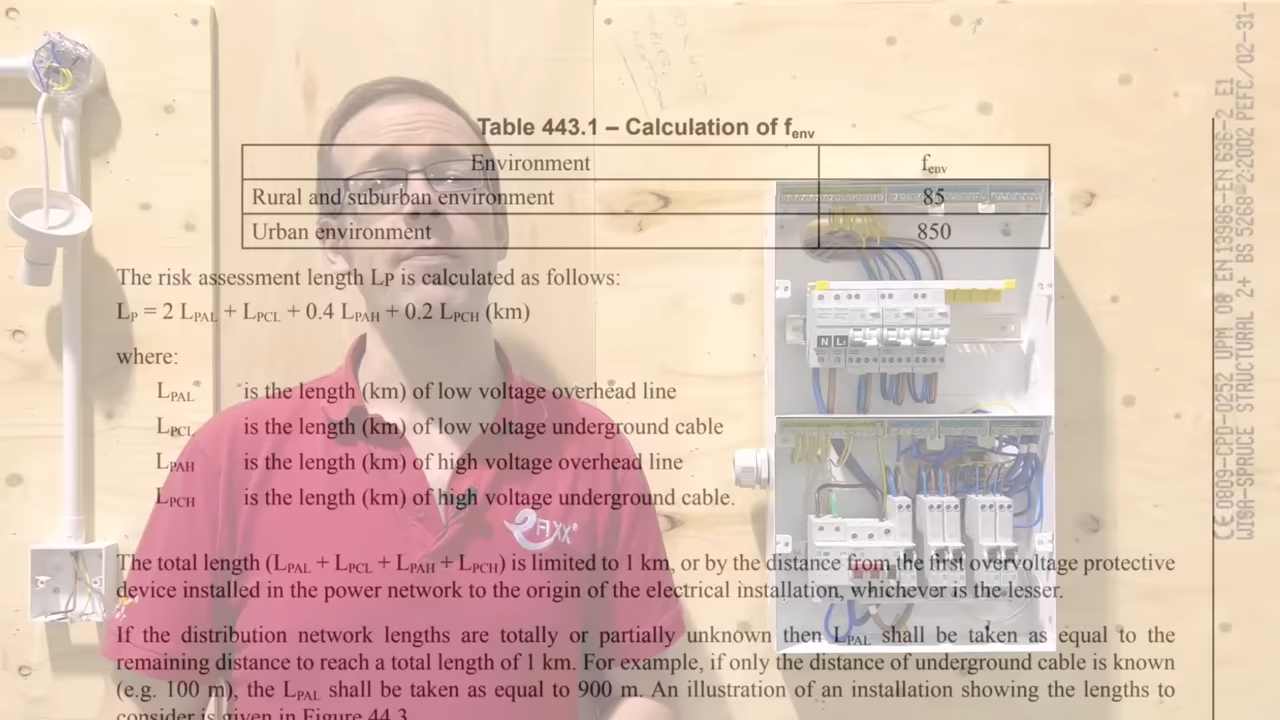 Table 443.1 – Calculation of fenv
Environment fenv
Rural and suburban environment 85
Urban environment 850
The risk assessment length LP is calculated as follows:
LP = 2 LPAL + LPCL + 0.4 LPAH + 0.2 LPCH (km)
where:
LPAL is the length (km) of low voltage overhead line
LPCL is the length (km) of low voltage underground cable
LPAH is the length (km) of high voltage overhead line
LPCH is the length (km) of high voltage underground cable.
The total length (LPAL + LPCL + LPAH + LPCH) is limited to 1 km, or by the distance from the first overvoltage protective
device installed in the power network to the origin of the electrical installation, whichever is the lesser.
If the distribution network lengths are totally or partially unknown then LPAL shall be taken as equal to the
remaining distance to reach a total length of 1 km. For example, if only the distance of underground cable is known
(e.g. 100 m), the LPAL shall be taken as equal to 900 m. An illustration of an installation showing the lengths to
consider is given in Figure 44.3
eFIXX
N L1
CE 0809-CPD-0252 UPM 08 EN 13986-EN 636-2 E1
WISA-SPRUCE STRUCTURAL 2+ BS 5268-2:2002 PEFC/02-31-